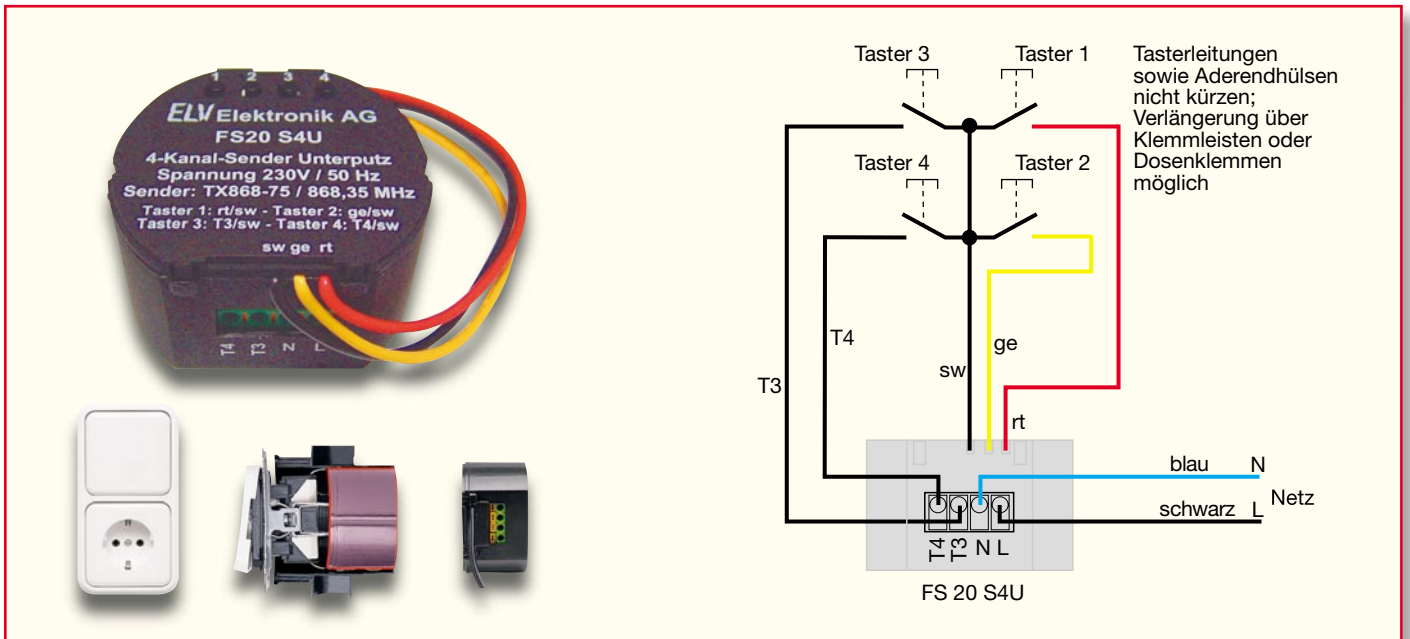 1 2 3 4
ELV Elektronik AG
FS20 S4U
4-Kanal-Sender Unterputz
Spannung 230V / 50 Hz
Sender: TX868-75 / 868,35 MHz
Taster 1: rt/sw - Taster 2: ge/sw
Taster 3: T3/sw - Taster 4: T4/sw
sw ge rt
T4 T3 N L
Taster 3
Taster 1
Taster 4
Taster 2
Tasterleitungen
sowie Aderendhülsen
nicht kürzen;
Verlängerung über
Klemmleisten oder
Dosenklemmen
möglich
T4
T3
sw
ge
rt
blau N
Netz
schwarz L
T4 T3 N L
FS 20 S4U